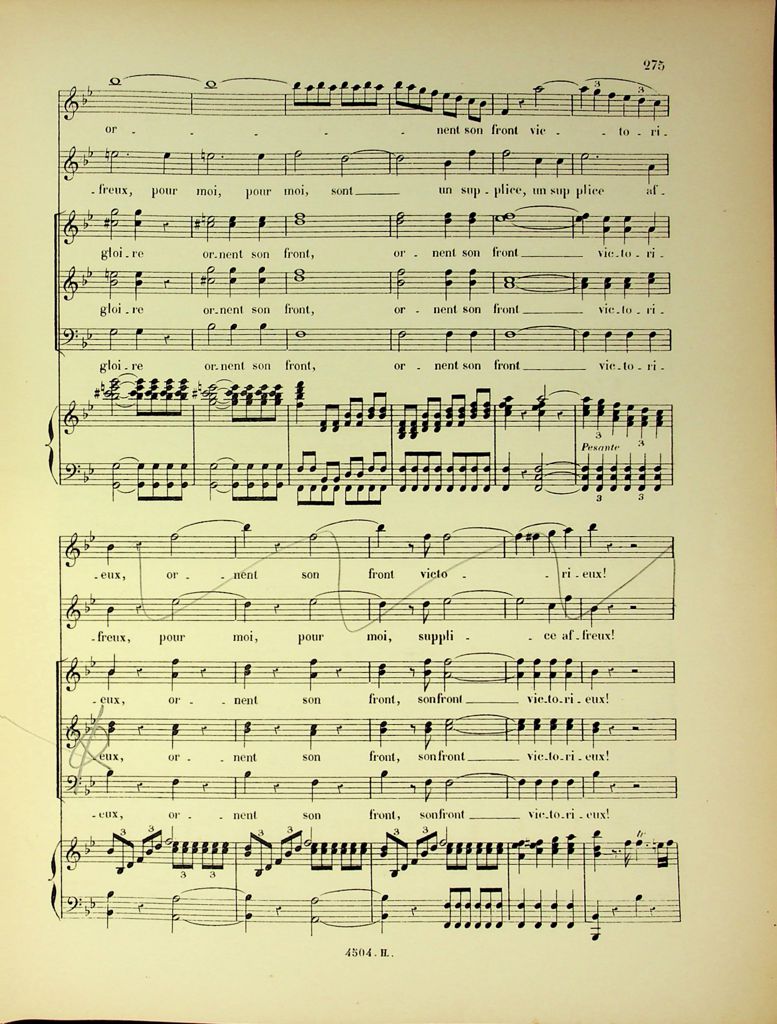 275
or - - - - - nent son front vic - to - ri -
-freux, pour moi, pour moi, sont un sup - plice, un sup plice af -
gloi - re or - nent son front, or - nent son front vic - to - ri -
gloi - re or - nent son front, or - nent son front vic - to - ri -
gloi - re or - nent son front, or - nent son front vic - to - ri -
Pesante
3 3
3 3
-eux, or - nent son front victo - - ri - eux!
-freux, pour moi, pour moi, suppli - - ce af - freux!
-eux, or - nent son front, son front vic - to - ri - eux!
-eux, or - nent son front, son front vic - to - ri - eux!
-eux, or - nent son front, son front vic - to - ri - eux!
3 3 3 3 3 3 tr
3 3
4504. H.